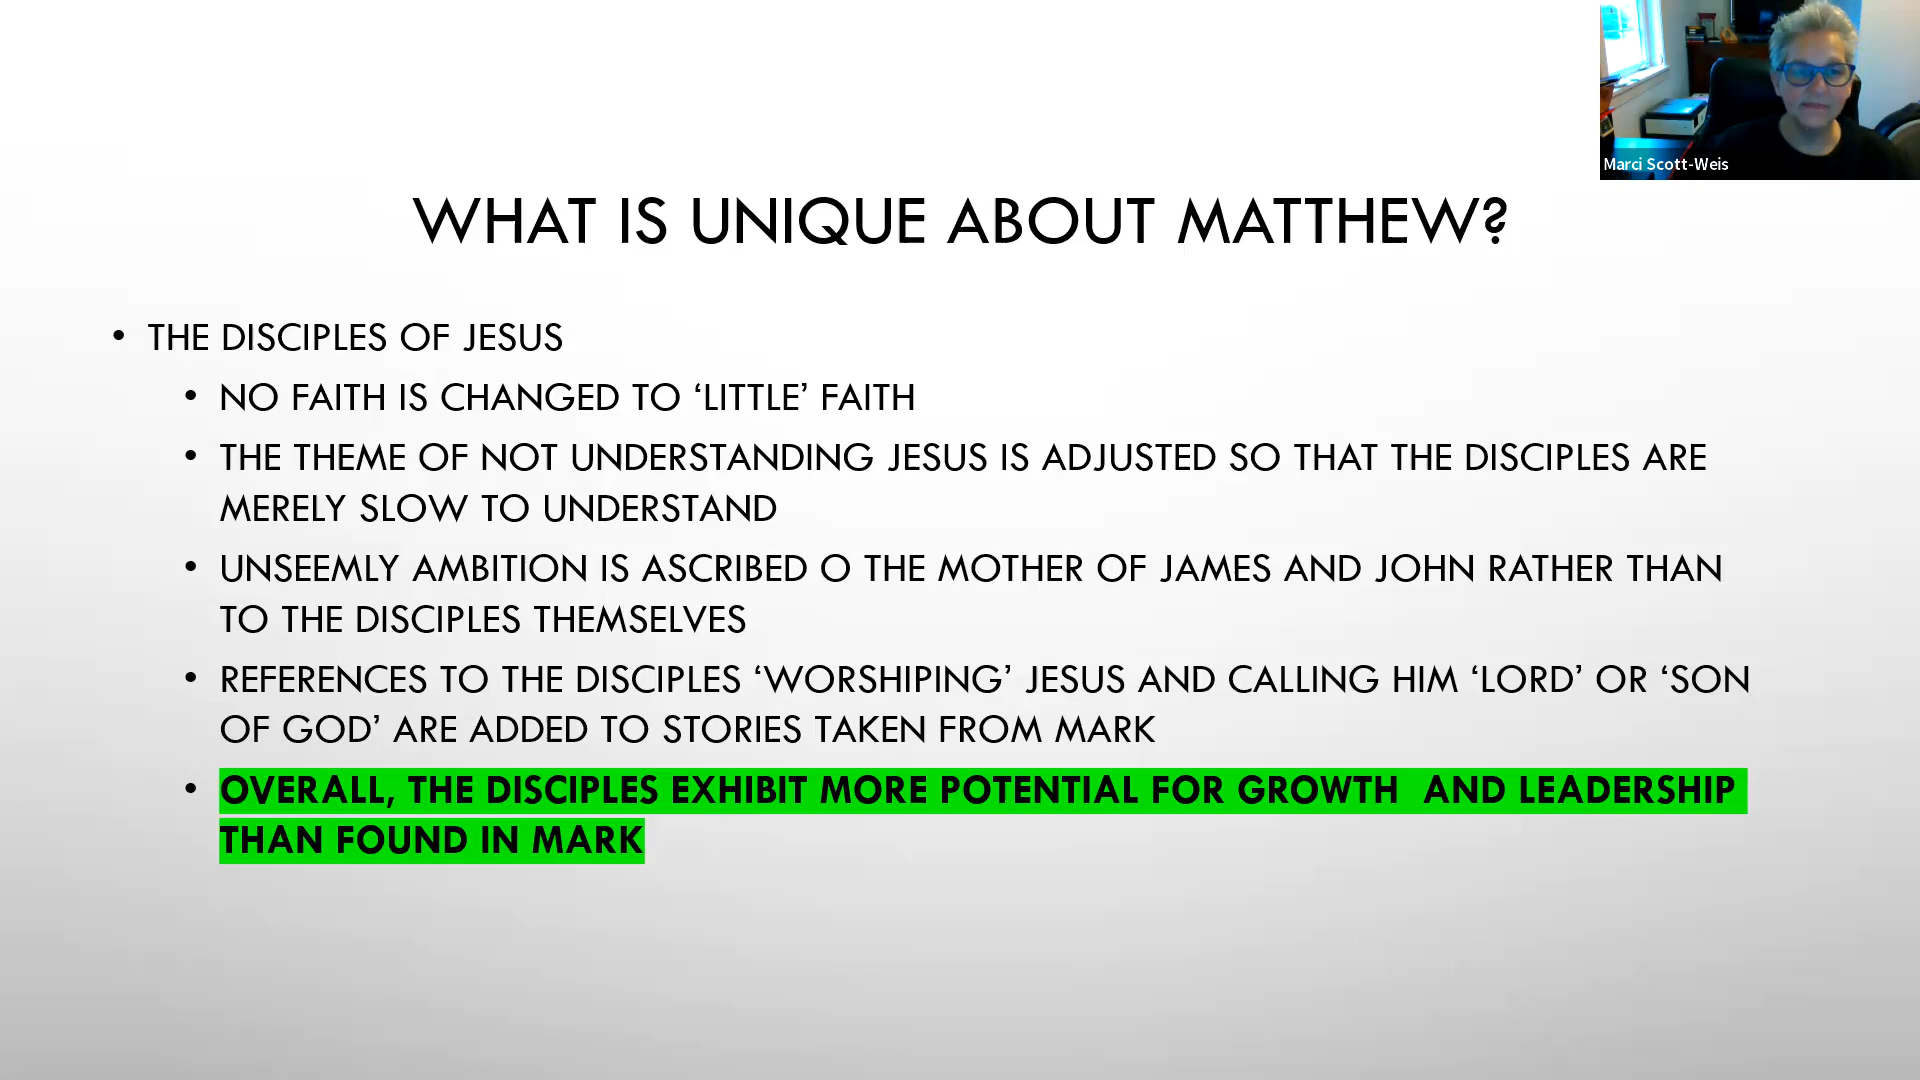 Marci Scott-Weis
WHAT IS UNIQUE ABOUT MATTHEW?
• THE DISCIPLES OF JESUS
• NO FAITH IS CHANGED TO ‘LITTLE’ FAITH
• THE THEME OF NOT UNDERSTANDING JESUS IS ADJUSTED SO THAT THE DISCIPLES ARE
MERELY SLOW TO UNDERSTAND
• UNSEEMLY AMBITION IS ASCRIBED O THE MOTHER OF JAMES AND JOHN RATHER THAN
TO THE DISCIPLES THEMSELVES
• REFERENCES TO THE DISCIPLES ‘WORSHIPING’ JESUS AND CALLING HIM ‘LORD’ OR ‘SON
OF GOD’ ARE ADDED TO STORIES TAKEN FROM MARK
• OVERALL, THE DISCIPLES EXHIBIT MORE POTENTIAL FOR GROWTH  AND LEADERSHIP
THAN FOUND IN MARK